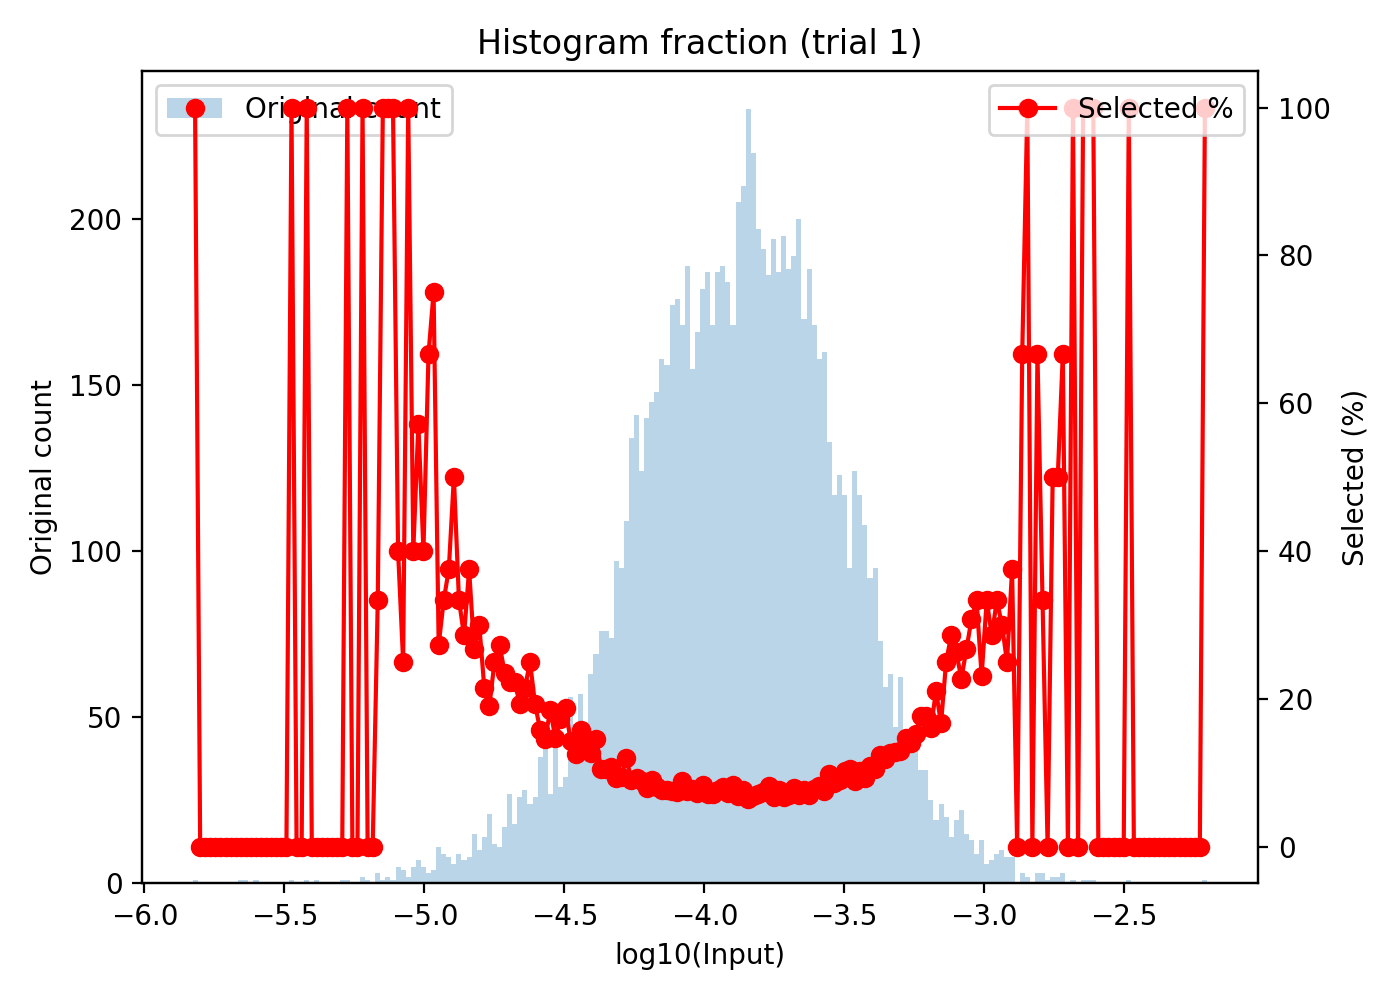 Histogram fraction (trial 1)
Original count
Selected %
Original count
200
150
100
50
0
100
80
60
40
20
0
Selected (%)
−6.0 −5.5 −5.0 −4.5 −4.0 −3.5 −3.0 −2.5
log10(Input)